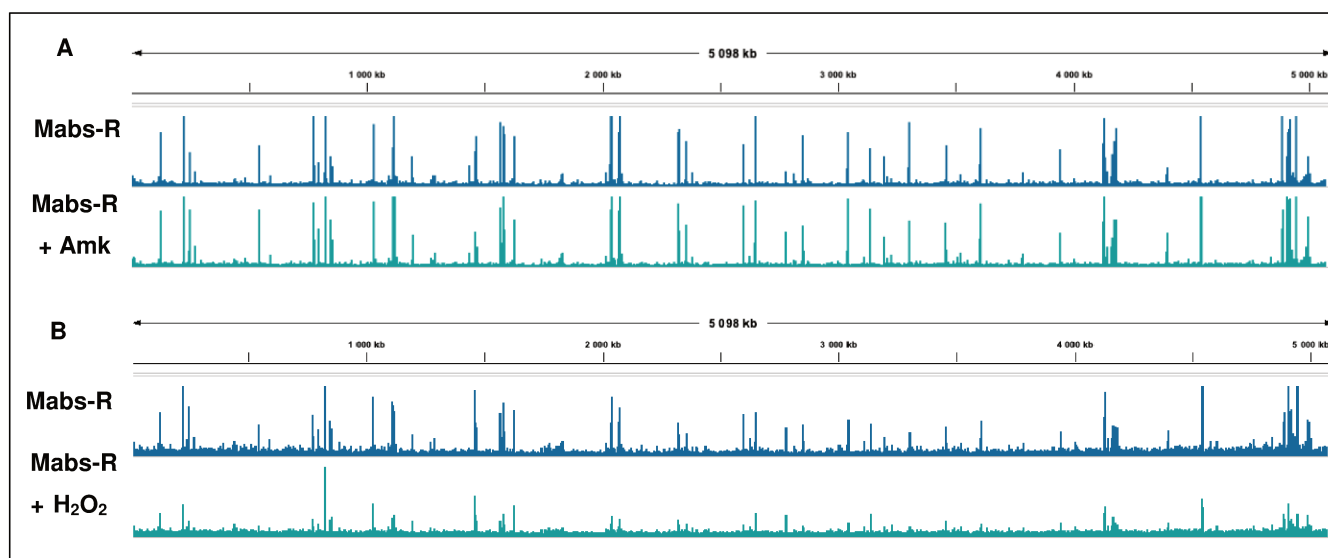 A
5 098 kb
1 000 kb 2 000 kb 3 000 kb 4 000 kb 5 000 kb
Mabs-R
Mabs-R
+ Amk
B
5 098 kb
1 000 kb 2 000 kb 3 000 kb 4 000 kb 5 000 kb
Mabs-R
Mabs-R
+ H₂O₂